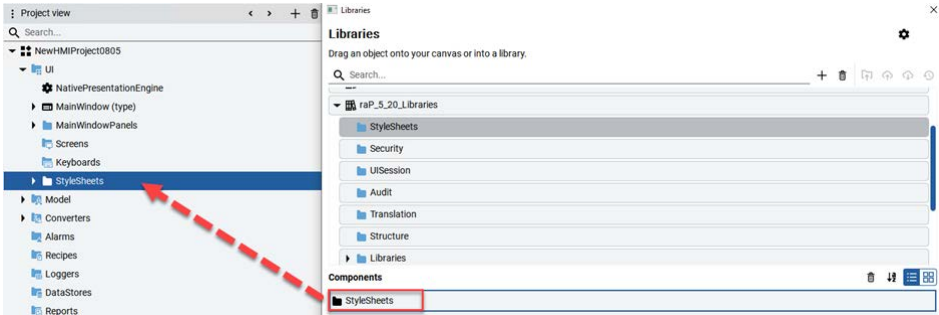 Project view
Search...
NewHMIProject0805
UI
NativePresentationEngine
MainWindow (type)
MainWindowPanels
Screens
Keyboards
StyleSheets
Model
Converters
Alarms
Recipes
Loggers
DataStores
Reports
Libraries
Libraries
Drag an object onto your canvas or into a library.
Search...
raP_5_20_Libraries
StyleSheets
Security
UISession
Audit
Translation
Structure
Libraries
Components
StyleSheets